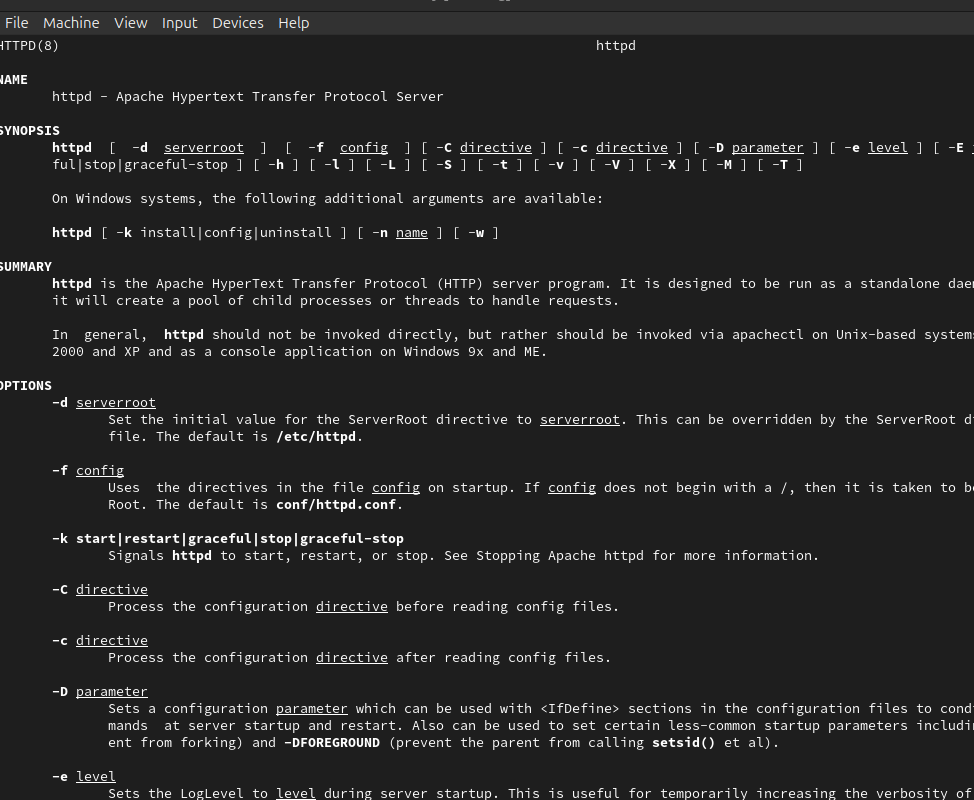 File Machine View Input Devices Help
HTTPD(8) httpd
NAME
httpd - Apache Hypertext Transfer Protocol Server
SYNOPSIS
httpd [ -d serverroot ] [ -f config ] [ -C directive ] [ -c directive ] [ -D parameter ] [ -e level ] [ -E
ful|stop|graceful-stop ] [ -h ] [ -l ] [ -L ] [ -S ] [ -t ] [ -v ] [ -V ] [ -X ] [ -M ] [ -T ]
On Windows systems, the following additional arguments are available:
httpd [ -k install|config|uninstall ] [ -n name ] [ -w ]
SUMMARY
httpd is the Apache HyperText Transfer Protocol (HTTP) server program. It is designed to be run as a standalone
it will create a pool of child processes or threads to handle requests.
In general, httpd should not be invoked directly, but rather should be invoked via apachectl on Unix-based systems
2000 and XP and as a console application on Windows 9x and ME.
OPTIONS
-d serverroot
Set the initial value for the ServerRoot directive to serverroot. This can be overridden by the ServerRoot
file. The default is /etc/httpd.
-f config
Uses the directives in the file config on startup. If config does not begin with a /, then it is taken to
Root. The default is conf/httpd.conf.
-k start|restart|graceful|stop|graceful-stop
Signals httpd to start, restart, or stop. See Stopping Apache httpd for more information.
-C directive
Process the configuration directive before reading config files.
-c directive
Process the configuration directive after reading config files.
-D parameter
Sets a configuration parameter which can be used with <IfDefine> sections in the configuration files to
mands at server startup and restart. Also can be used to set certain less-common startup parameters
ent from forking) and -DFOREGROUND (prevent the parent from calling setsid() et al).
-e level
Sets the LogLevel to level during server startup. This is useful for temporarily increasing the verbosity of